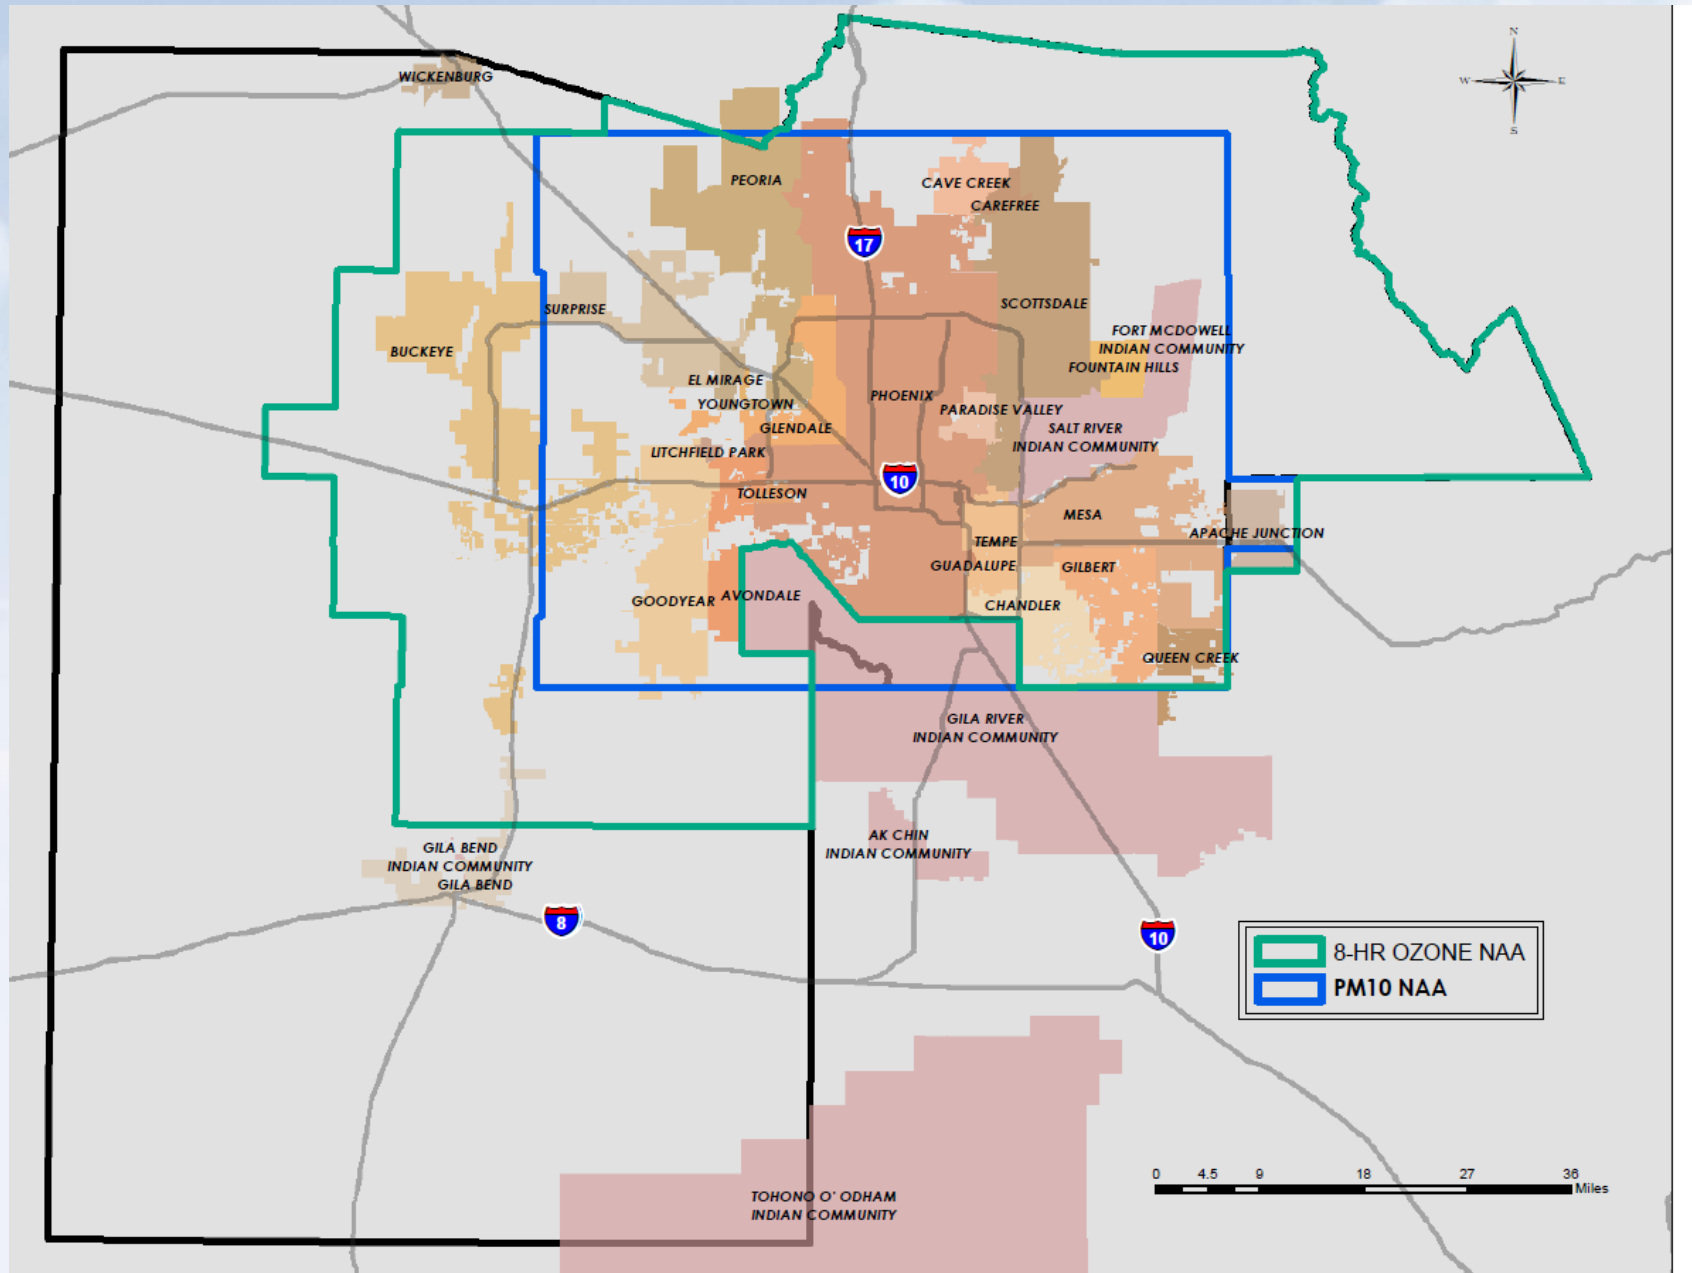 N
W
E
S
WICKENBURG
PEORIA
CAVE CREEK
CAREFREE
17
SCOTTSDALE
SURPRISE
FORT MCDOWELL
INDIAN COMMUNITY
FOUNTAIN HILLS
BUCKEYE
EL MIRAGE
YOUNGTOWN
PHOENIX
PARADISE VALLEY
GLENDALE
SALT RIVER
INDIAN COMMUNITY
LITCHFIELD PARK
10
TOLLESON
MESA
APACHE JUNCTION
TEMPE
GUADALUPE
GILBERT
GOODYEAR
AVONDALE
CHANDLER
QUEEN CREEK
GILA RIVER
INDIAN COMMUNITY
AK CHIN
INDIAN COMMUNITY
GILA BEND
INDIAN COMMUNITY
GILA BEND
8
10
8-HR OZONE NAA
PM10 NAA
0 4.5 9 18 27 36
Miles
TOHONO O' ODHAM
INDIAN COMMUNITY